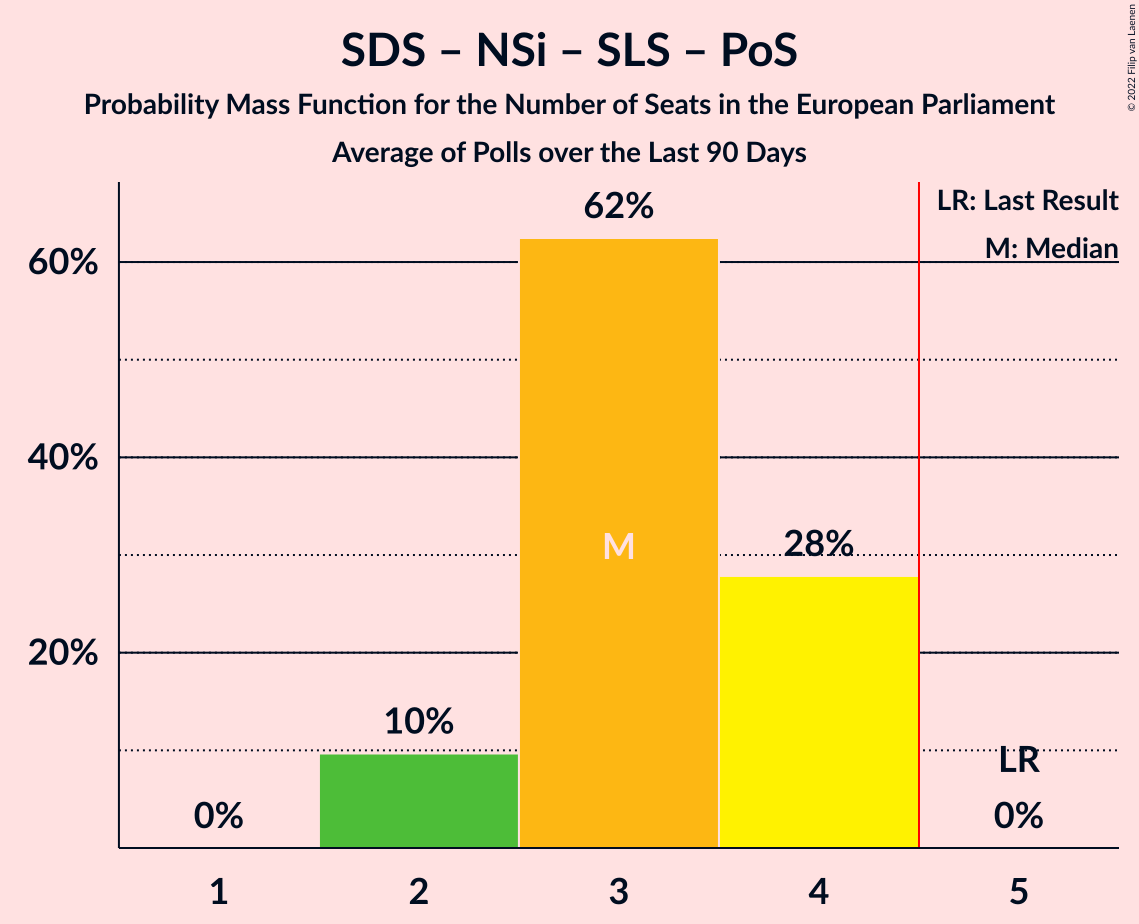 SDS – NSi – SLS – PoS
Probability Mass Function for the Number of Seats in the European Parliament
Average of Polls over the Last 90 Days
© 2022 Filip van Laenen
LR: Last Result
M: Median
62%
60%
40%
M
28%
20%
10%
LR
0%
0%
1 2 3 4 5